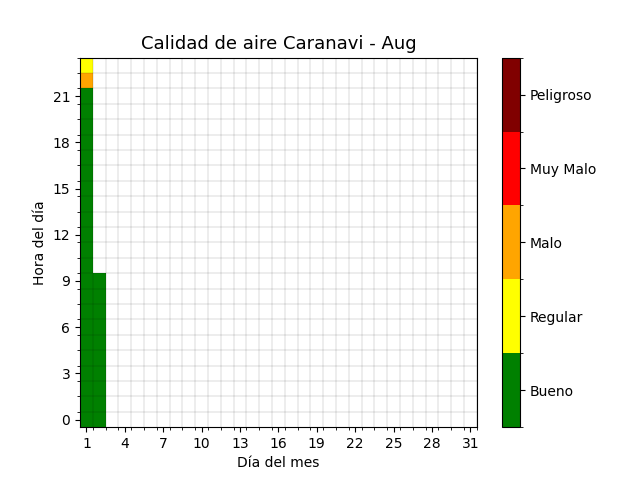 Calidad de aire Caranavi - Aug
Hora del día
21
18
15
12
9
6
3
0
1 4 7 10 13 16 19 22 25 28 31
Día del mes
Peligroso
Muy Malo
Malo
Regular
Bueno